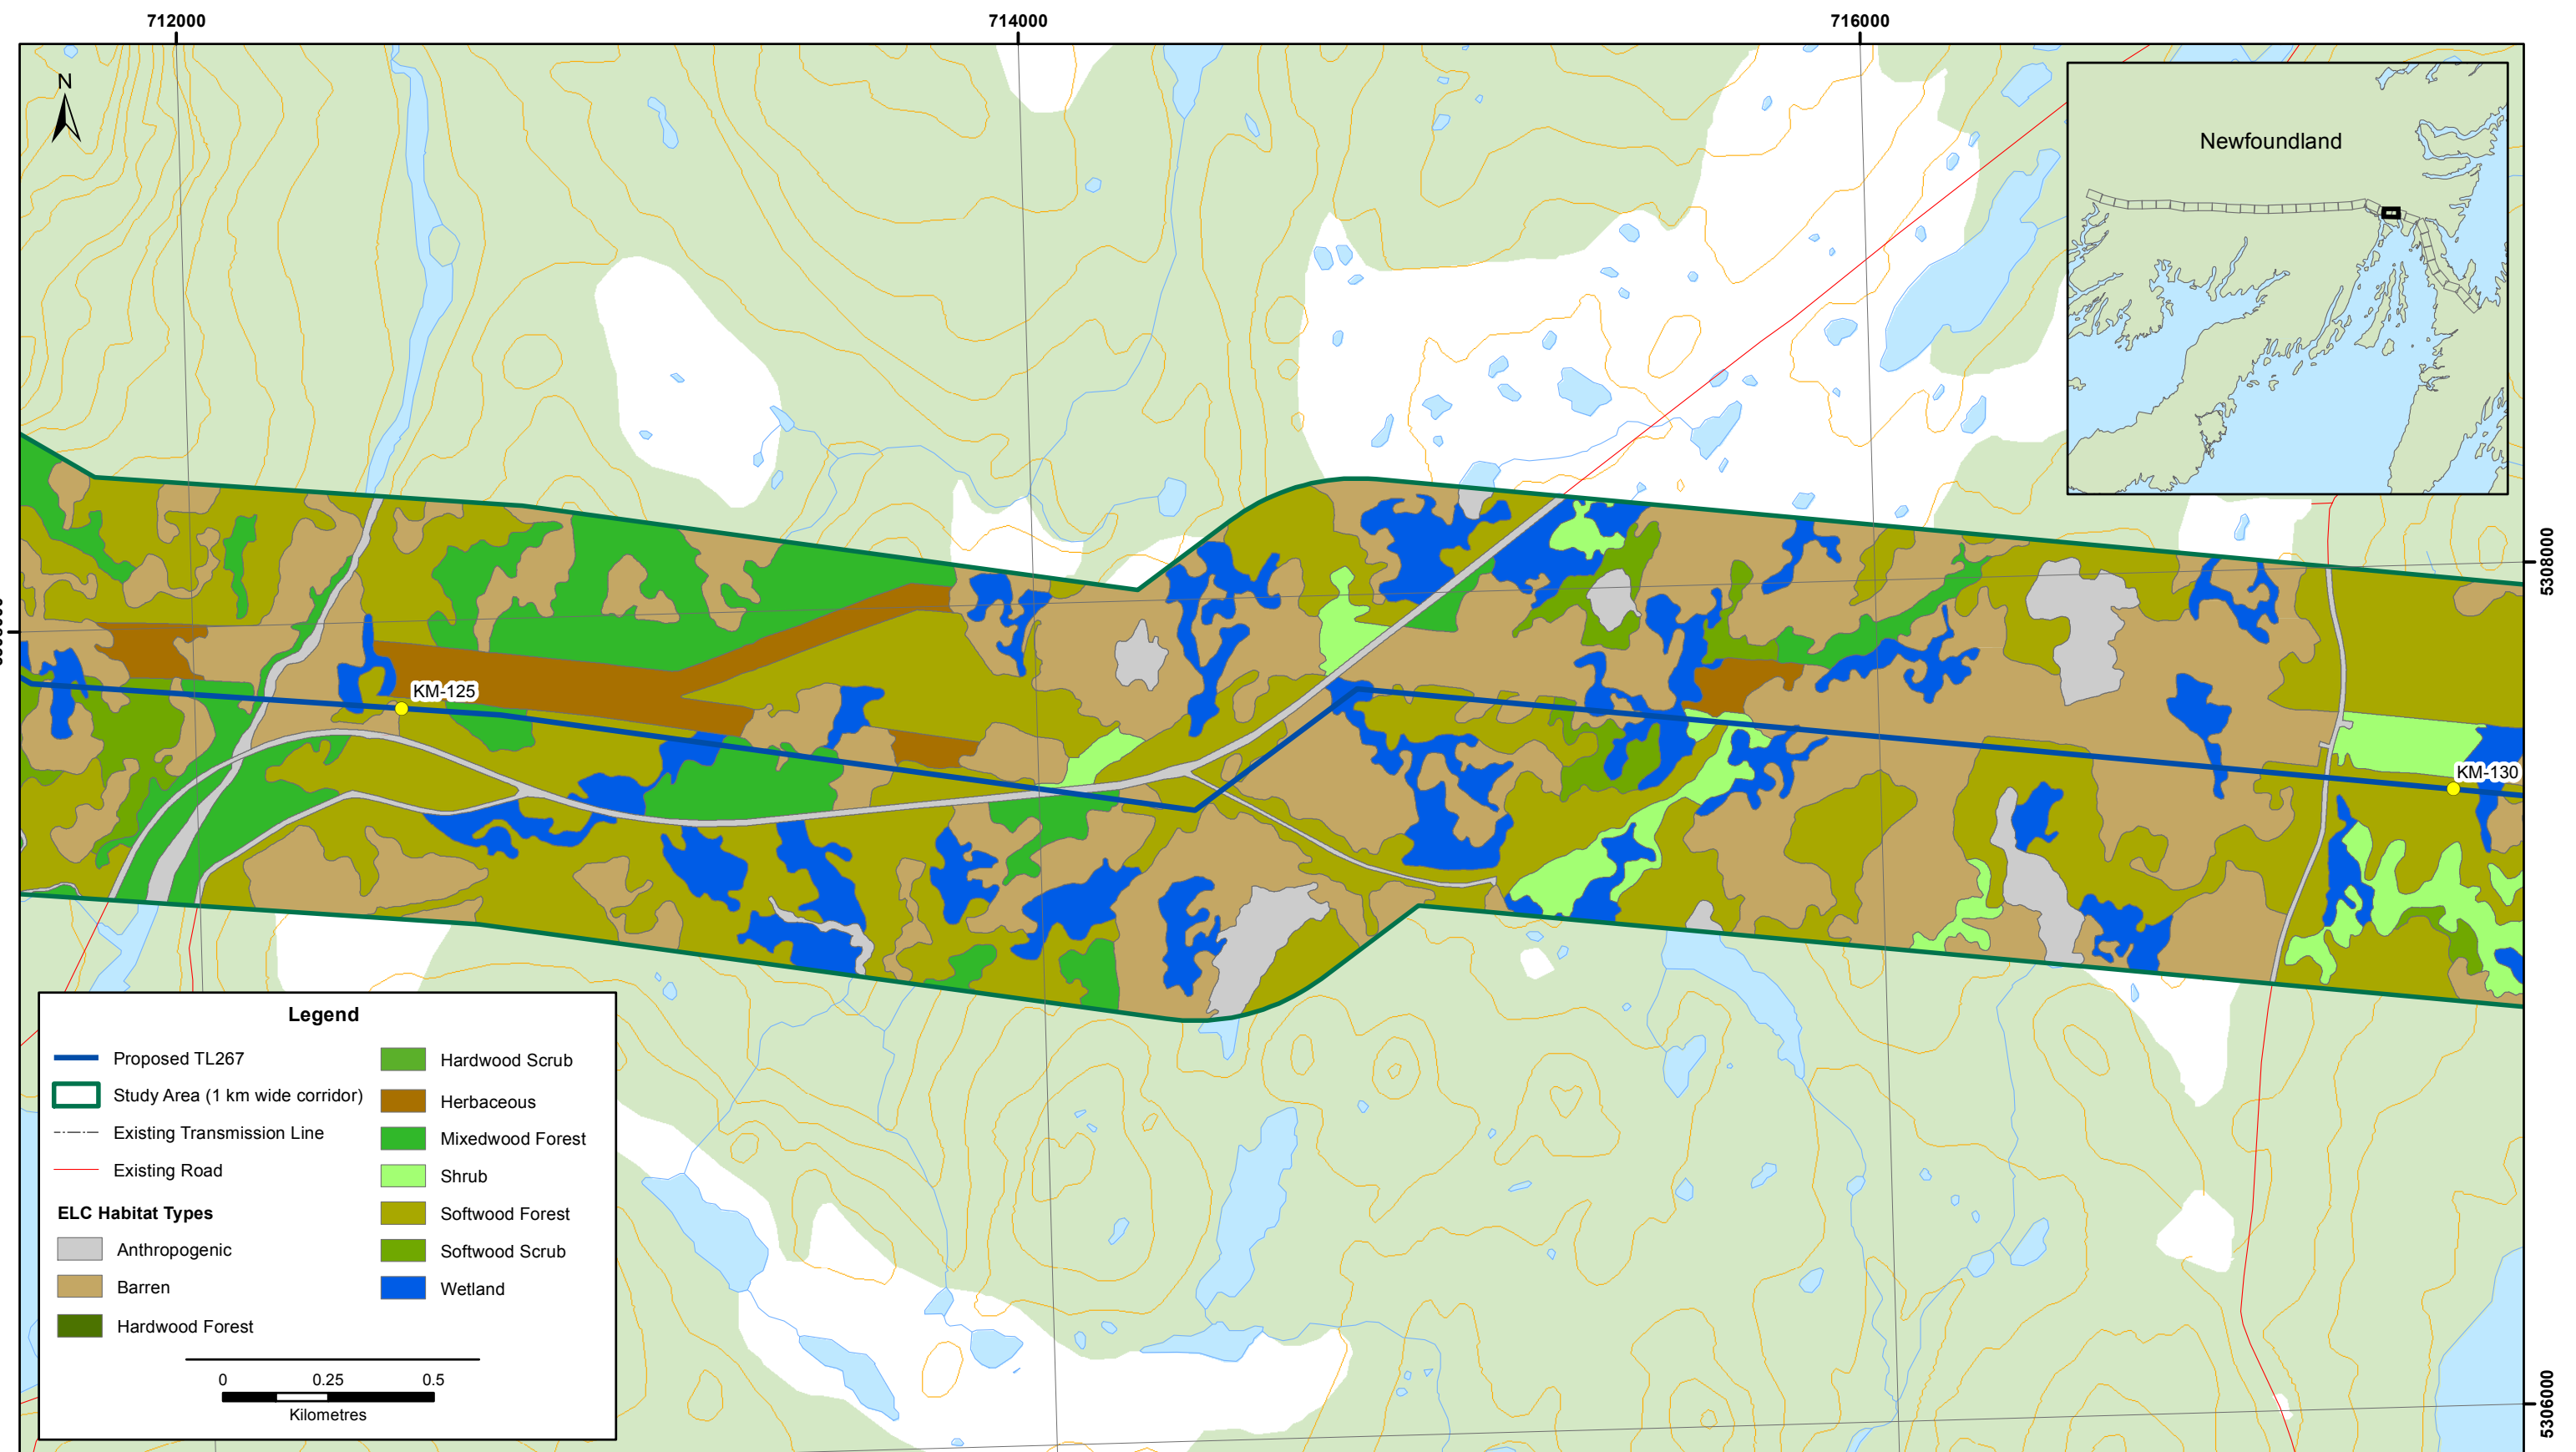 712000
714000
716000
N
Newfoundland
5308000
KM-125
KM-130
Legend
Proposed TL267
Study Area (1 km wide corridor)
Existing Transmission Line
Existing Road
ELC Habitat Types
Anthropogenic
Barren
Hardwood Forest
Hardwood Scrub
Herbaceous
Mixedwood Forest
Shrub
Softwood Forest
Softwood Scrub
Wetland
0 0.25 0.5
Kilometres
5306000